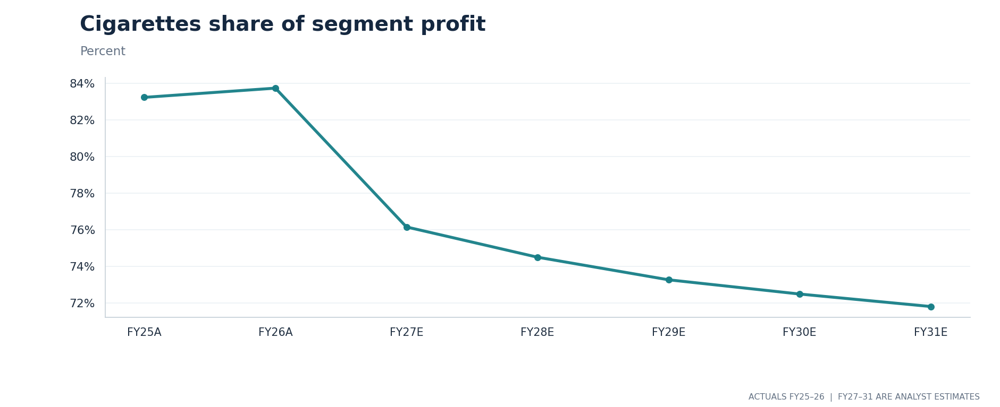 Cigarettes share of segment profit
Percent
84%
82%
80%
78%
76%
74%
72%
FY25A FY26A FY27E FY28E FY29E FY30E FY31E
ACTUALS FY25–26 | FY27–31 ARE ANALYST ESTIMATES